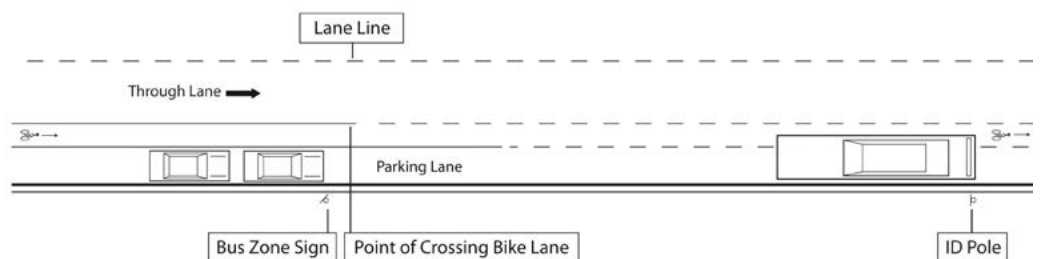 Lane Line
Through Lane
Parking Lane
Bus Zone Sign
Point of Crossing Bike Lane
ID Pole